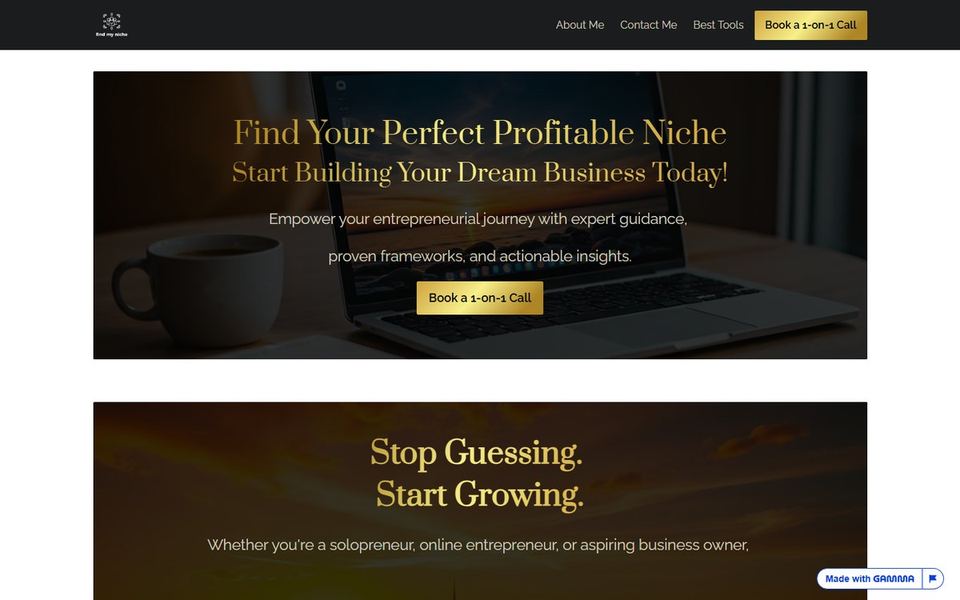 find my niche
About Me
Contact Me
Best Tools
Book a 1-on-1 Call
Find Your Perfect Profitable Niche
Start Building Your Dream Business Today!
Empower your entrepreneurial journey with expert guidance,
proven frameworks, and actionable insights.
Book a 1-on-1 Call
Stop Guessing.
Start Growing.
Whether you're a solopreneur, online entrepreneur, or aspiring business owner,
Made with GAMMA